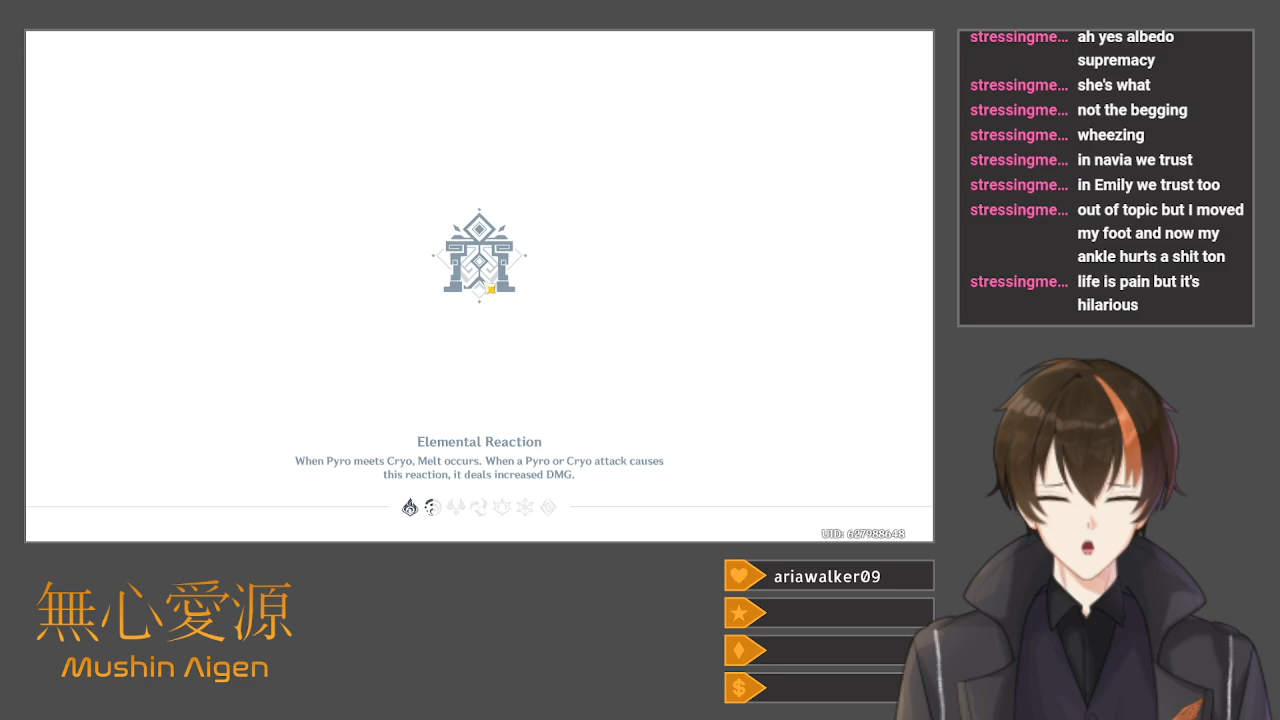 stressingme... ah yes albedo
supremacy
stressingme... she's what
stressingme... not the begging
stressingme... wheezing
stressingme... in navia we trust
stressingme... in Emily we trust too
stressingme... out of topic but I moved
my foot and now my
ankle hurts a shit ton
stressingme... life is pain but it's
hilarious
Elemental Reaction
When Pyro meets Cryo, Melt occurs. When a Pyro or Cryo attack causes
this reaction, it deals increased DMG.
UID: 627988648
ariawalker09
無心愛源
Mushin Aigen
$